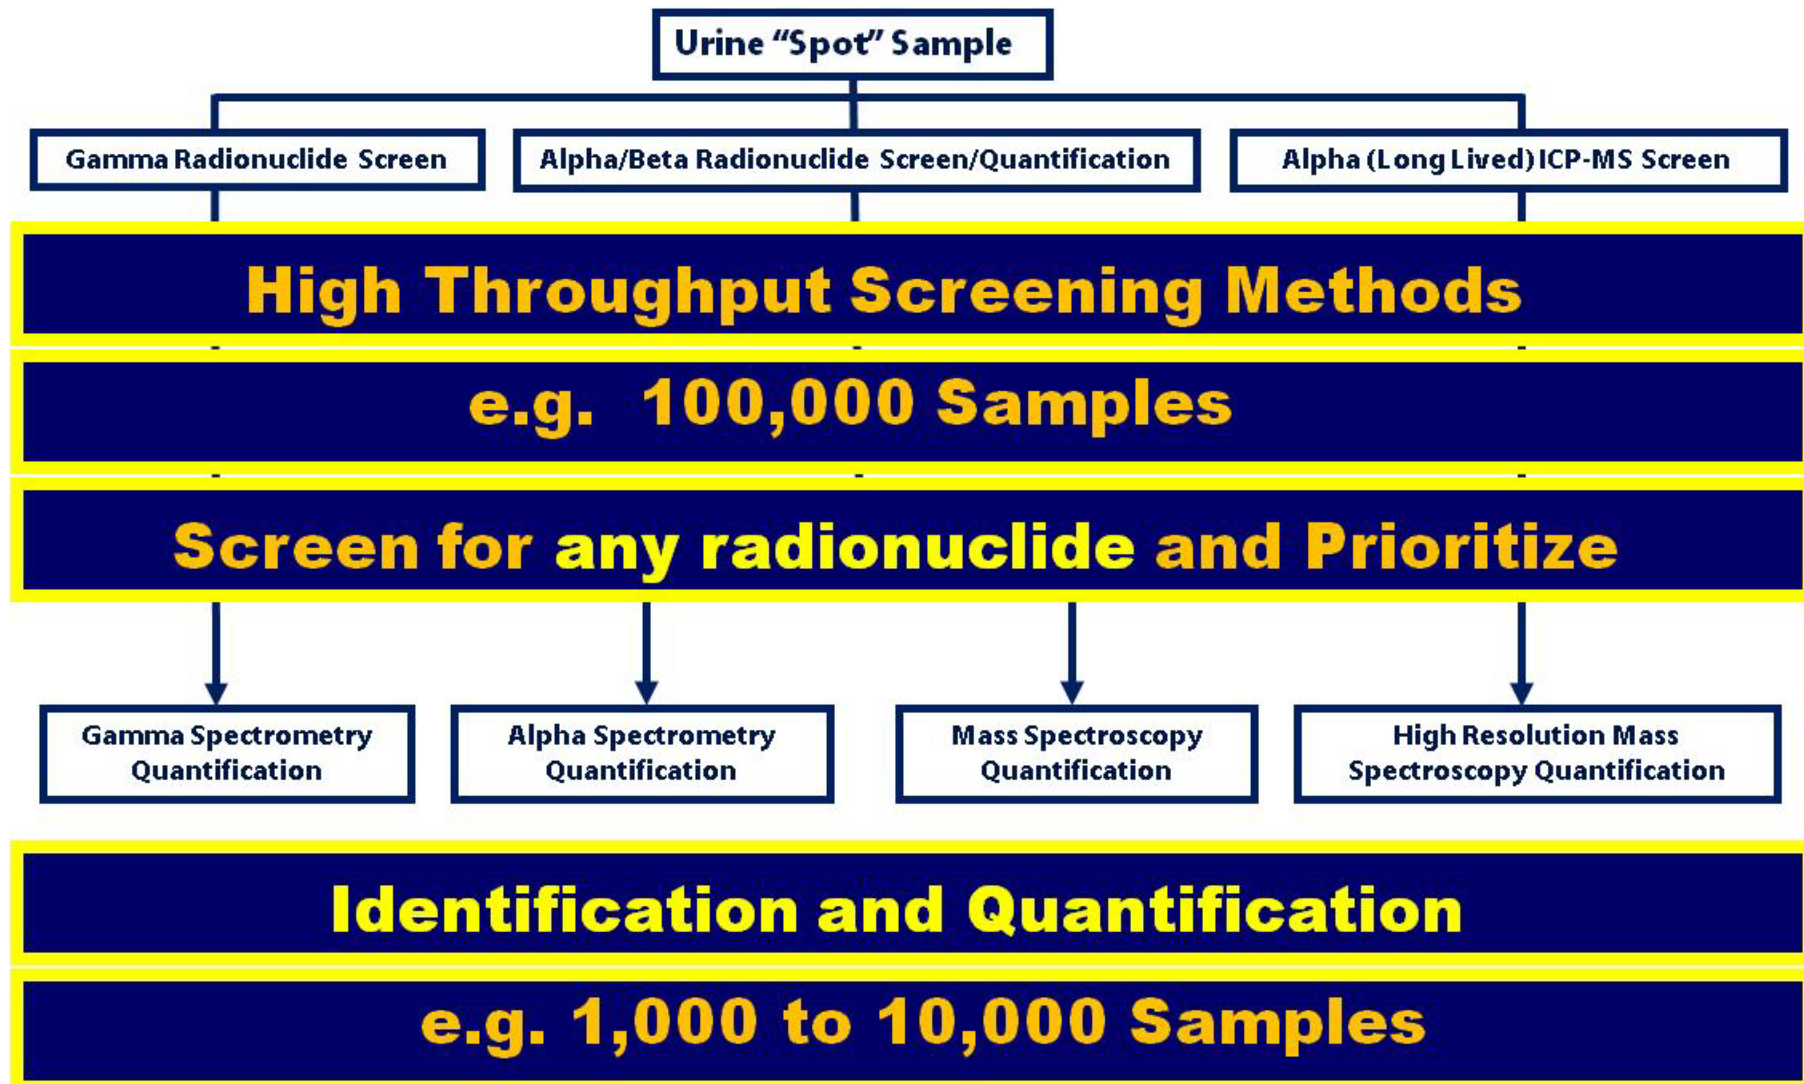 Urine “Spot” Sample
Gamma Radionuclide Screen
Alpha/Beta Radionuclide Screen/Quantification
Alpha (Long Lived) ICP-MS Screen
High Throughput Screening Methods
e.g. 100,000 Samples
Screen for any radionuclide and Prioritize
Gamma Spectrometry
Quantification
Alpha Spectrometry
Quantification
Mass Spectroscopy
Quantification
High Resolution Mass
Spectroscopy Quantification
Identification and Quantification
e.g. 1,000 to 10,000 Samples